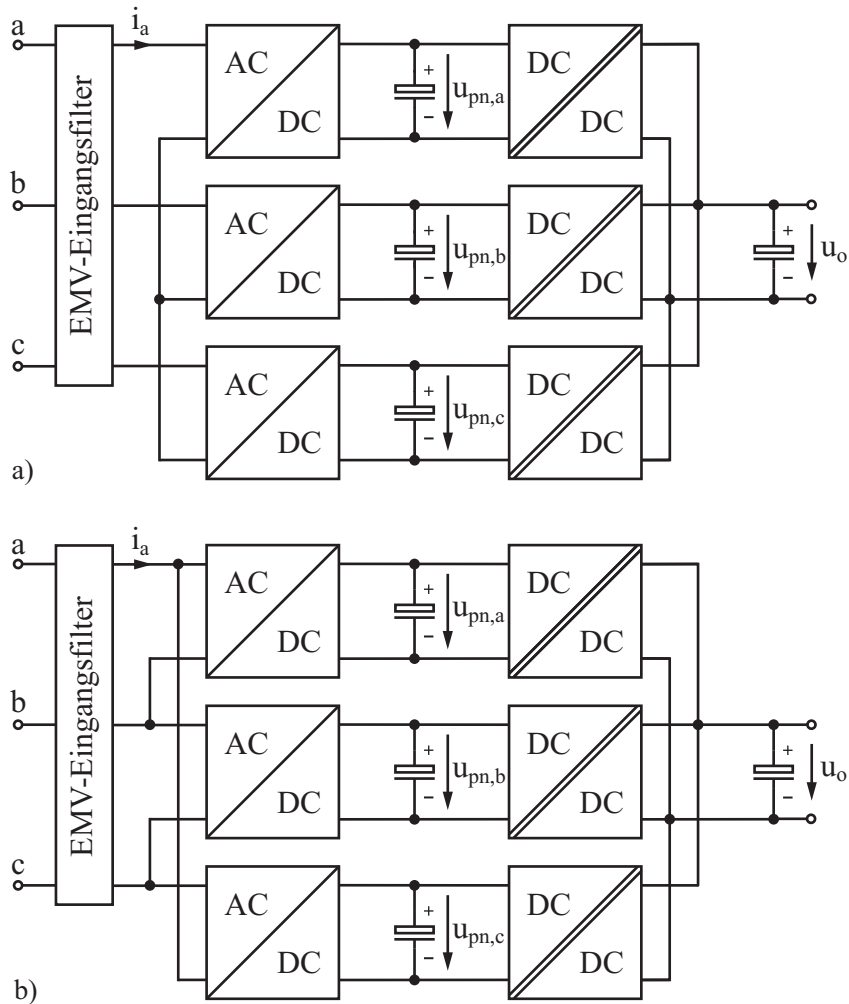 a
i_a
AC
DC
+
−
u_pn,a
DC
DC
EMV-Eingangsfilter
b
AC
DC
+
−
u_pn,b
DC
DC
+
−
u_o
c
AC
DC
+
−
u_pn,c
DC
DC
a)
a
i_a
AC
DC
+
−
u_pn,a
DC
DC
EMV-Eingangsfilter
b
AC
DC
+
−
u_pn,b
DC
DC
+
−
u_o
c
AC
DC
+
−
u_pn,c
DC
DC
b)